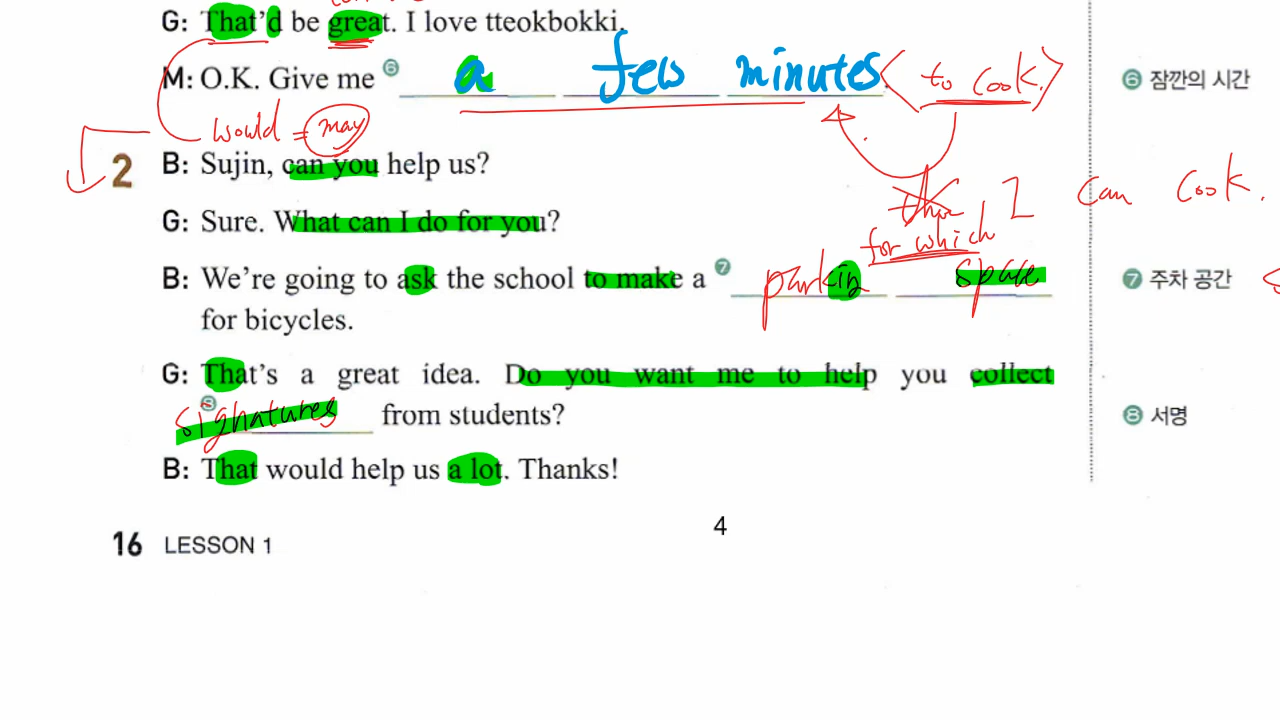 G: That'd be great. I love tteokbokki.
M: O.K. Give me ⑥ a few minutes <to cook.> ⑥ 잠깐의 시간
would = may
2 B: Sujin, can you help us?
I can cook.
G: Sure. What can I do for you?
for which
B: We're going to ask the school to make a ⑦ parkin space ⑦ 주차 공간
for bicycles.
G: That's a great idea. Do you want me to help you collect
⑧ signatures from students? ⑧ 서명
B: That would help us a lot. Thanks!
4
16 LESSON 1